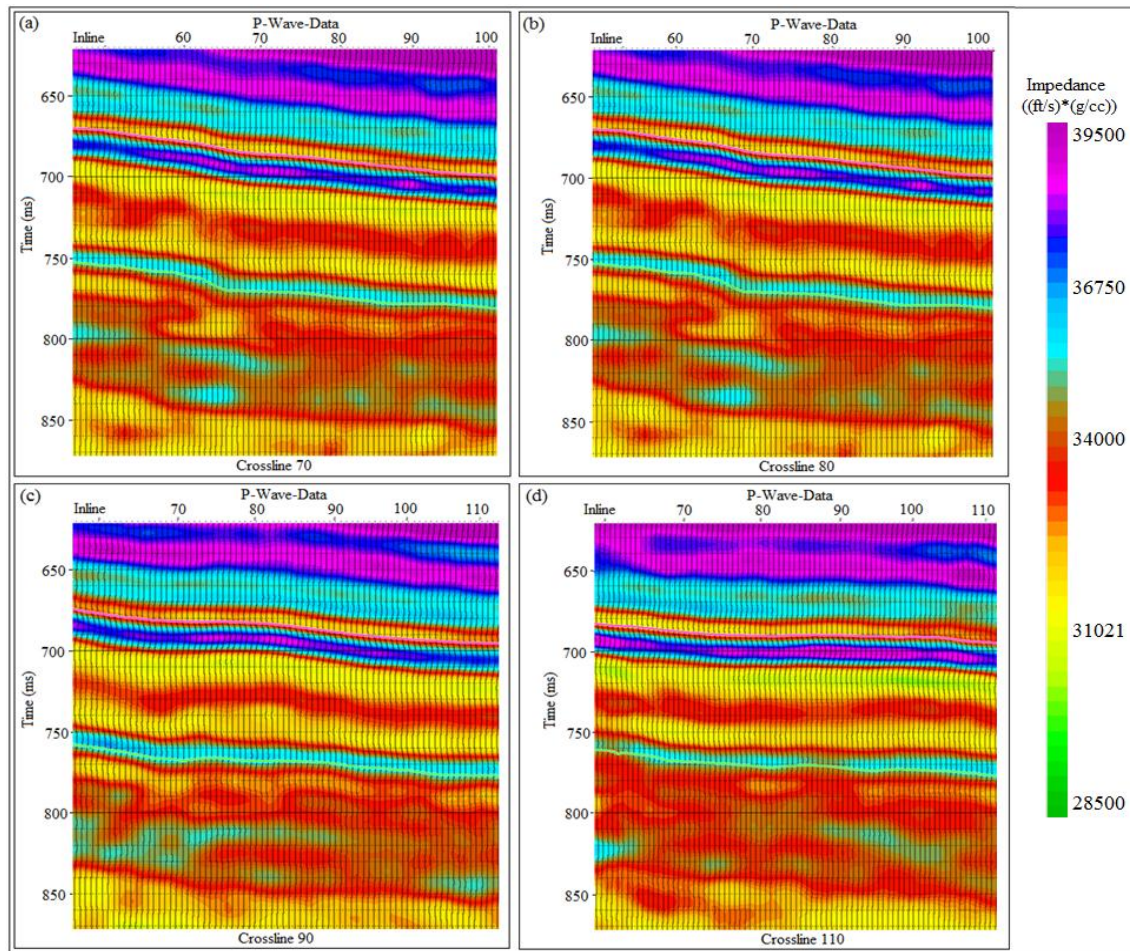 (a)
P-Wave-Data
Inline 60 70 80 90 100
650
700
Time (ms)
750
800
850
Crossline 70
(b)
P-Wave-Data
Inline 60 70 80 90 100
650
700
Time (ms)
750
800
850
Crossline 80
Impedance
((ft/s)*(g/cc))
39500
36750
34000
31021
28500
(c)
P-Wave-Data
Inline 70 80 90 100 110
650
700
Time (ms)
750
800
850
Crossline 90
(d)
P-Wave-Data
Inline 70 80 90 100 110
650
700
Time (ms)
750
800
850
Crossline 110